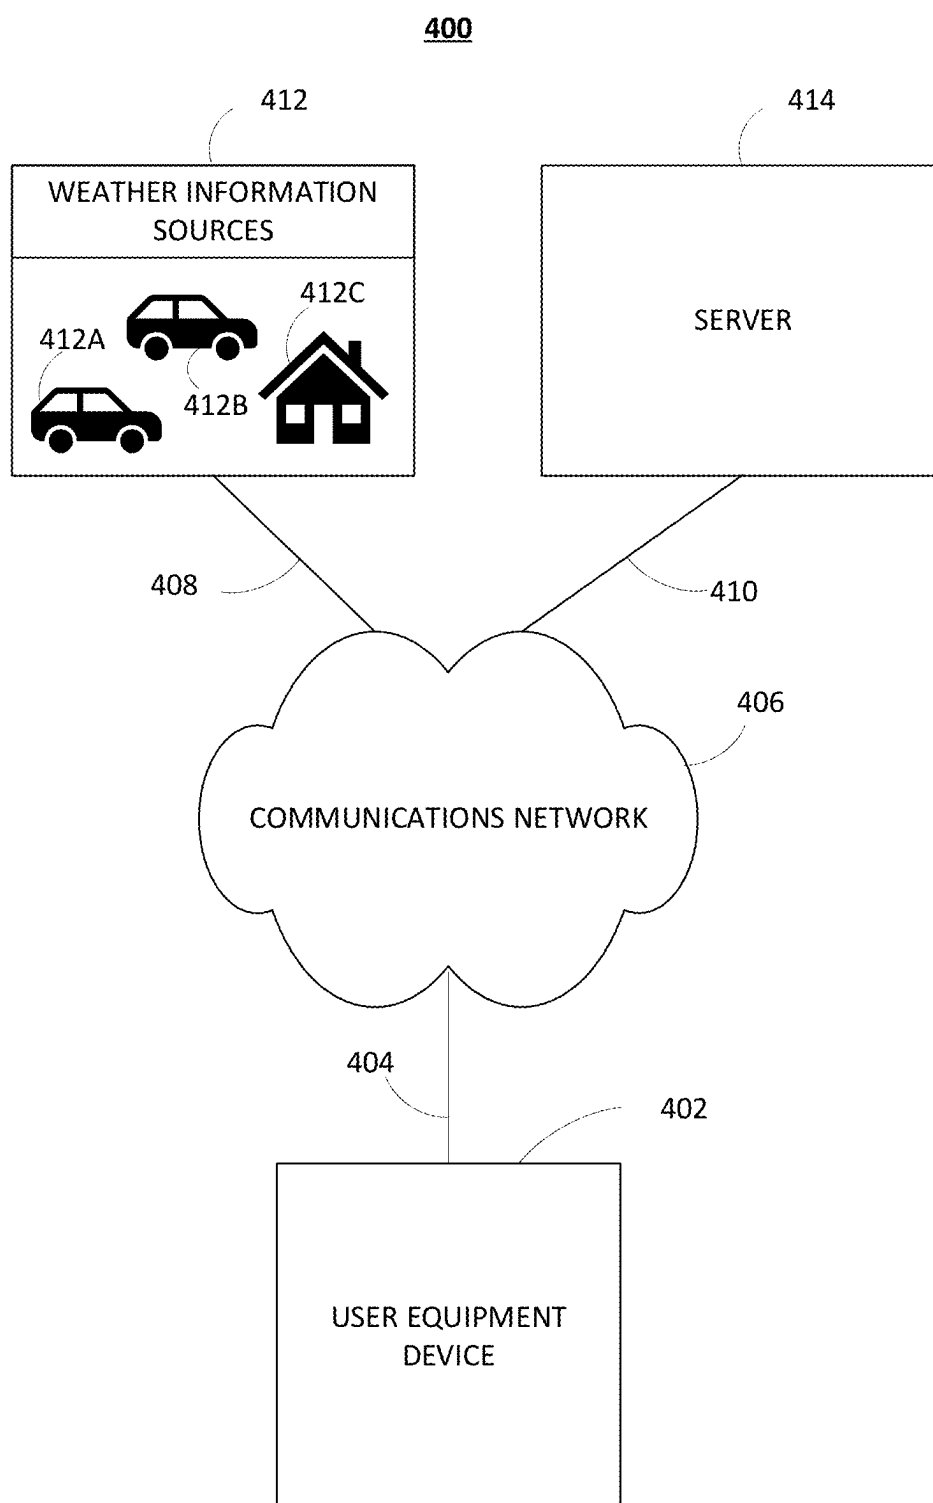 400
412
414
WEATHER INFORMATION
SOURCES
412C
412A
412B
SERVER
408
410
406
COMMUNICATIONS NETWORK
404
402
USER EQUIPMENT
DEVICE